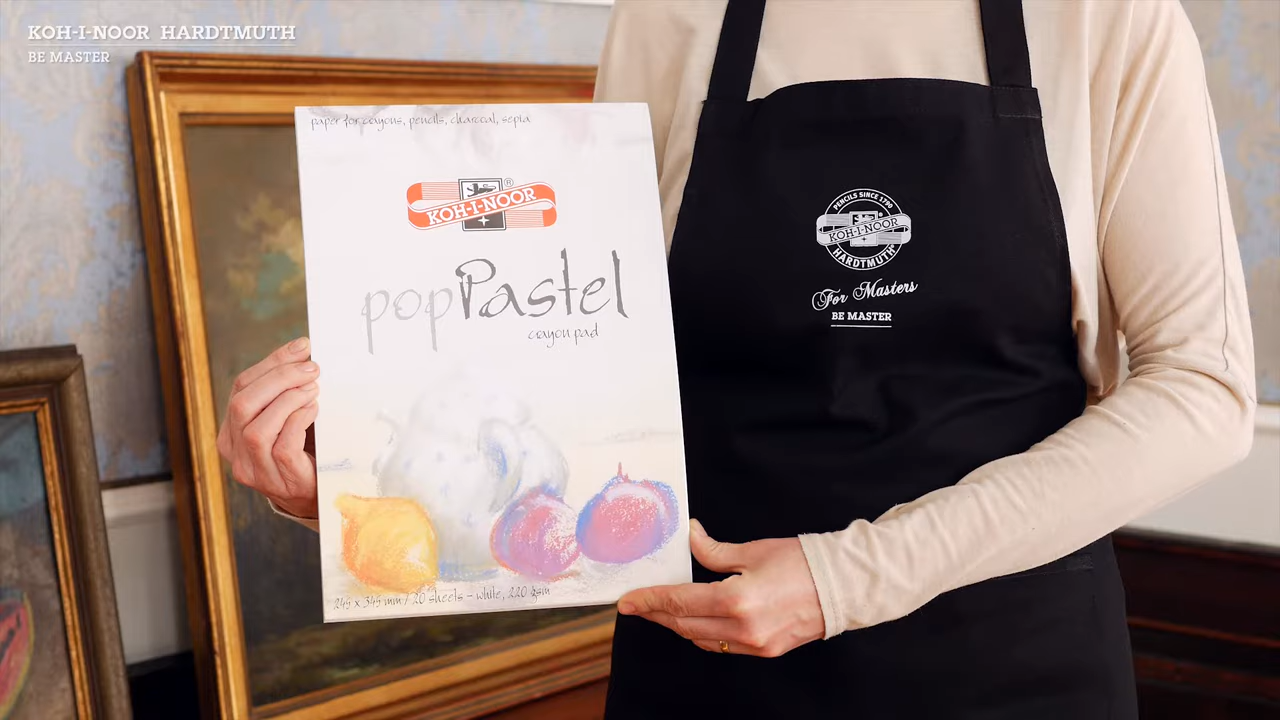 KOH-I-NOOR HARDTMUTH
BE MASTER
paper for crayons, pencils, charcoal, sepia
KOH-I-NOOR
®
popPastel
crayon pad
245 x 345 mm / 20 sheets – white, 220 gsm
PENCILS SINCE 1790
KOH-I-NOOR
®
HARDTMUTH
For Masters
BE MASTER